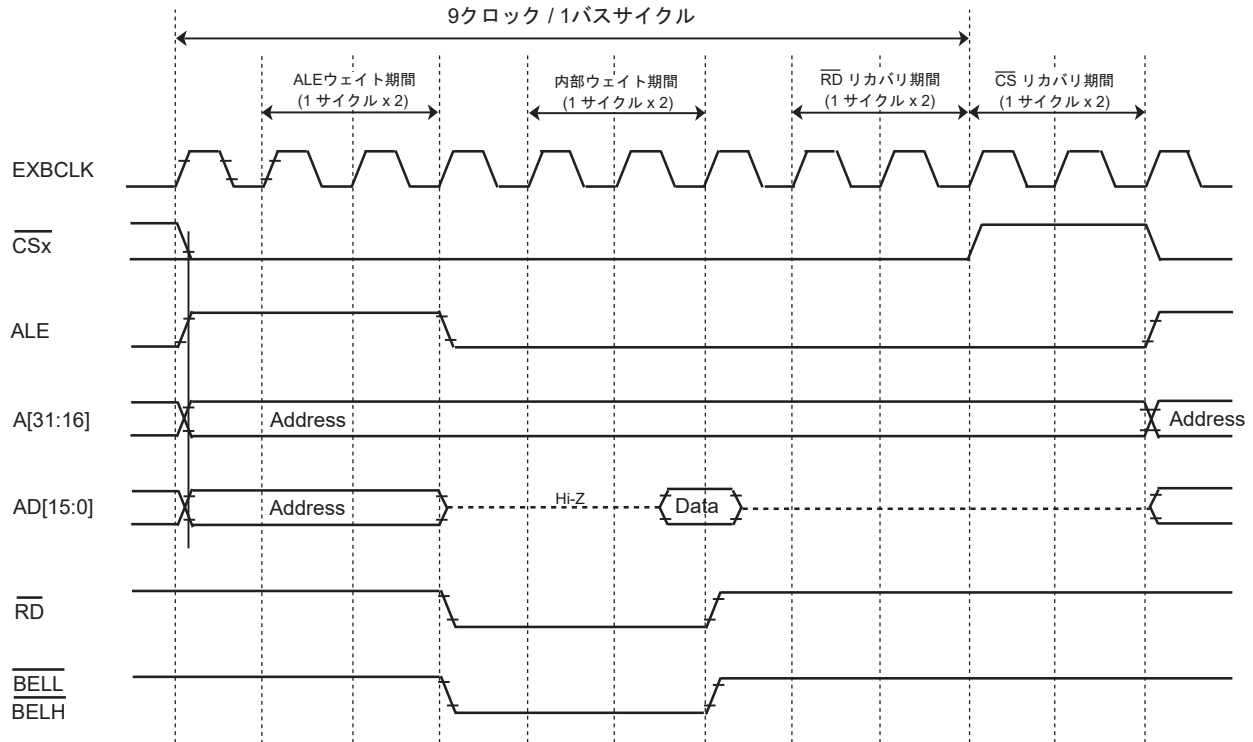 9クロック / 1バスサイクル
ALEウェイト期間
(1 サイクル x 2)
内部ウェイト期間
(1 サイクル x 2)
RD リカバリ期間
(1 サイクル x 2)
CS リカバリ期間
(1 サイクル x 2)
EXBCLK
CSx
ALE
A[31:16]
Address
Address
AD[15:0]
Address
Hi-Z
Data
RD
BELL
BELH